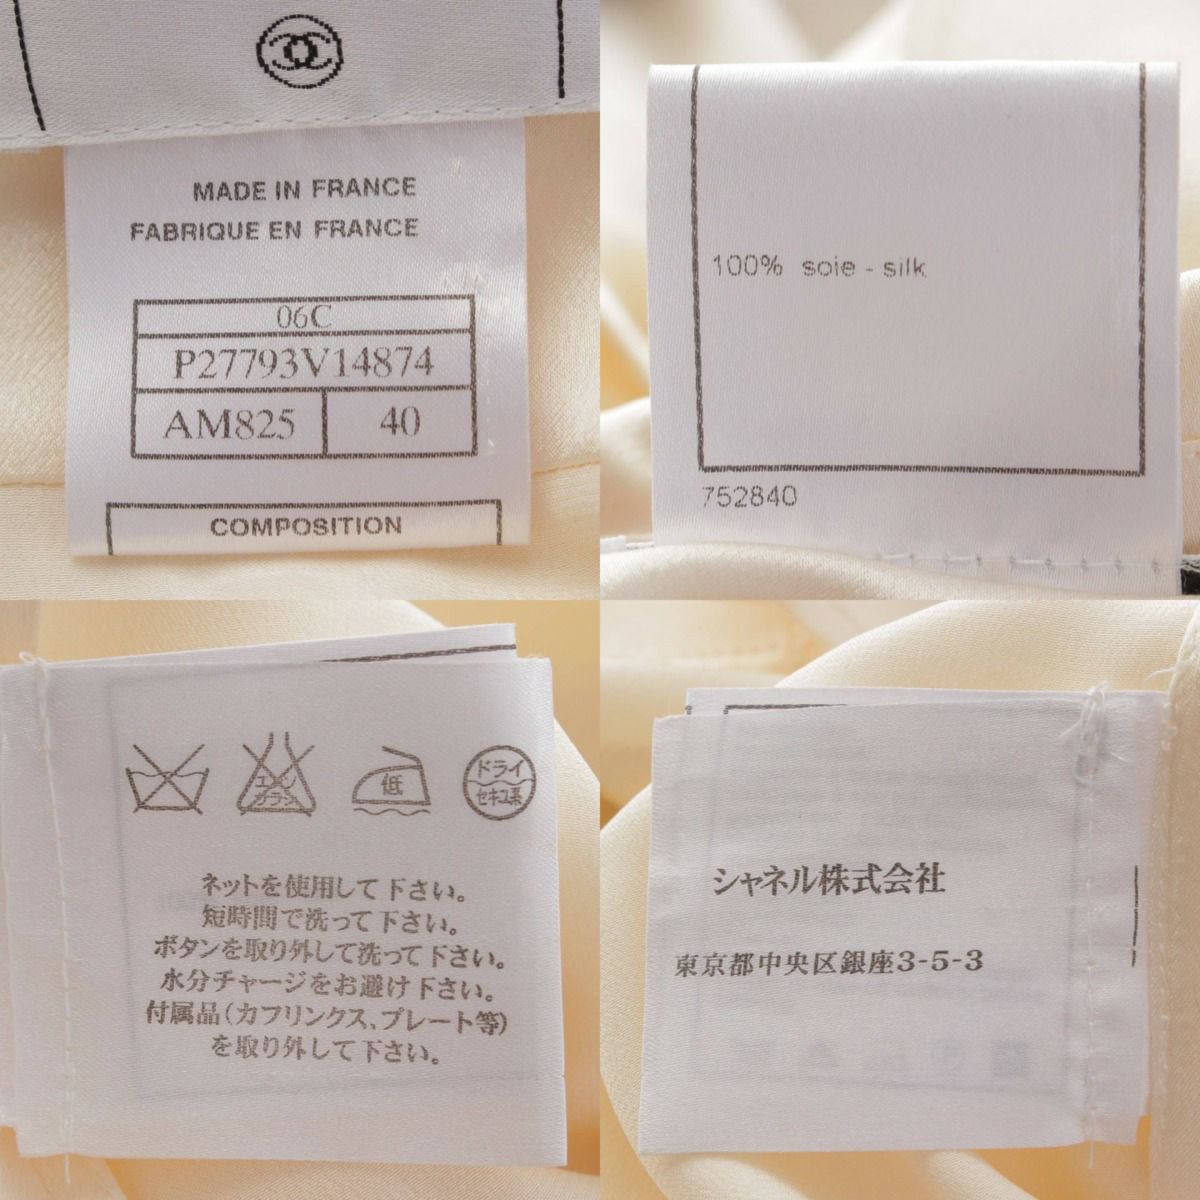 MADE IN FRANCE
FABRIQUE EN FRANCE
06C
P27793V14874
AM825 40
COMPOSITION
100% soie - silk
752840
エンソ
サラシ
低
ドライ
セキユ系
ネットを使用して下さい。
短時間で洗って下さい。
ボタンを取り外して洗って下さい。
水分チャージをお避け下さい。
付属品(カフリンクス、プレート等)
を取り外して下さい。
シャネル株式会社
東京都中央区銀座3-5-3